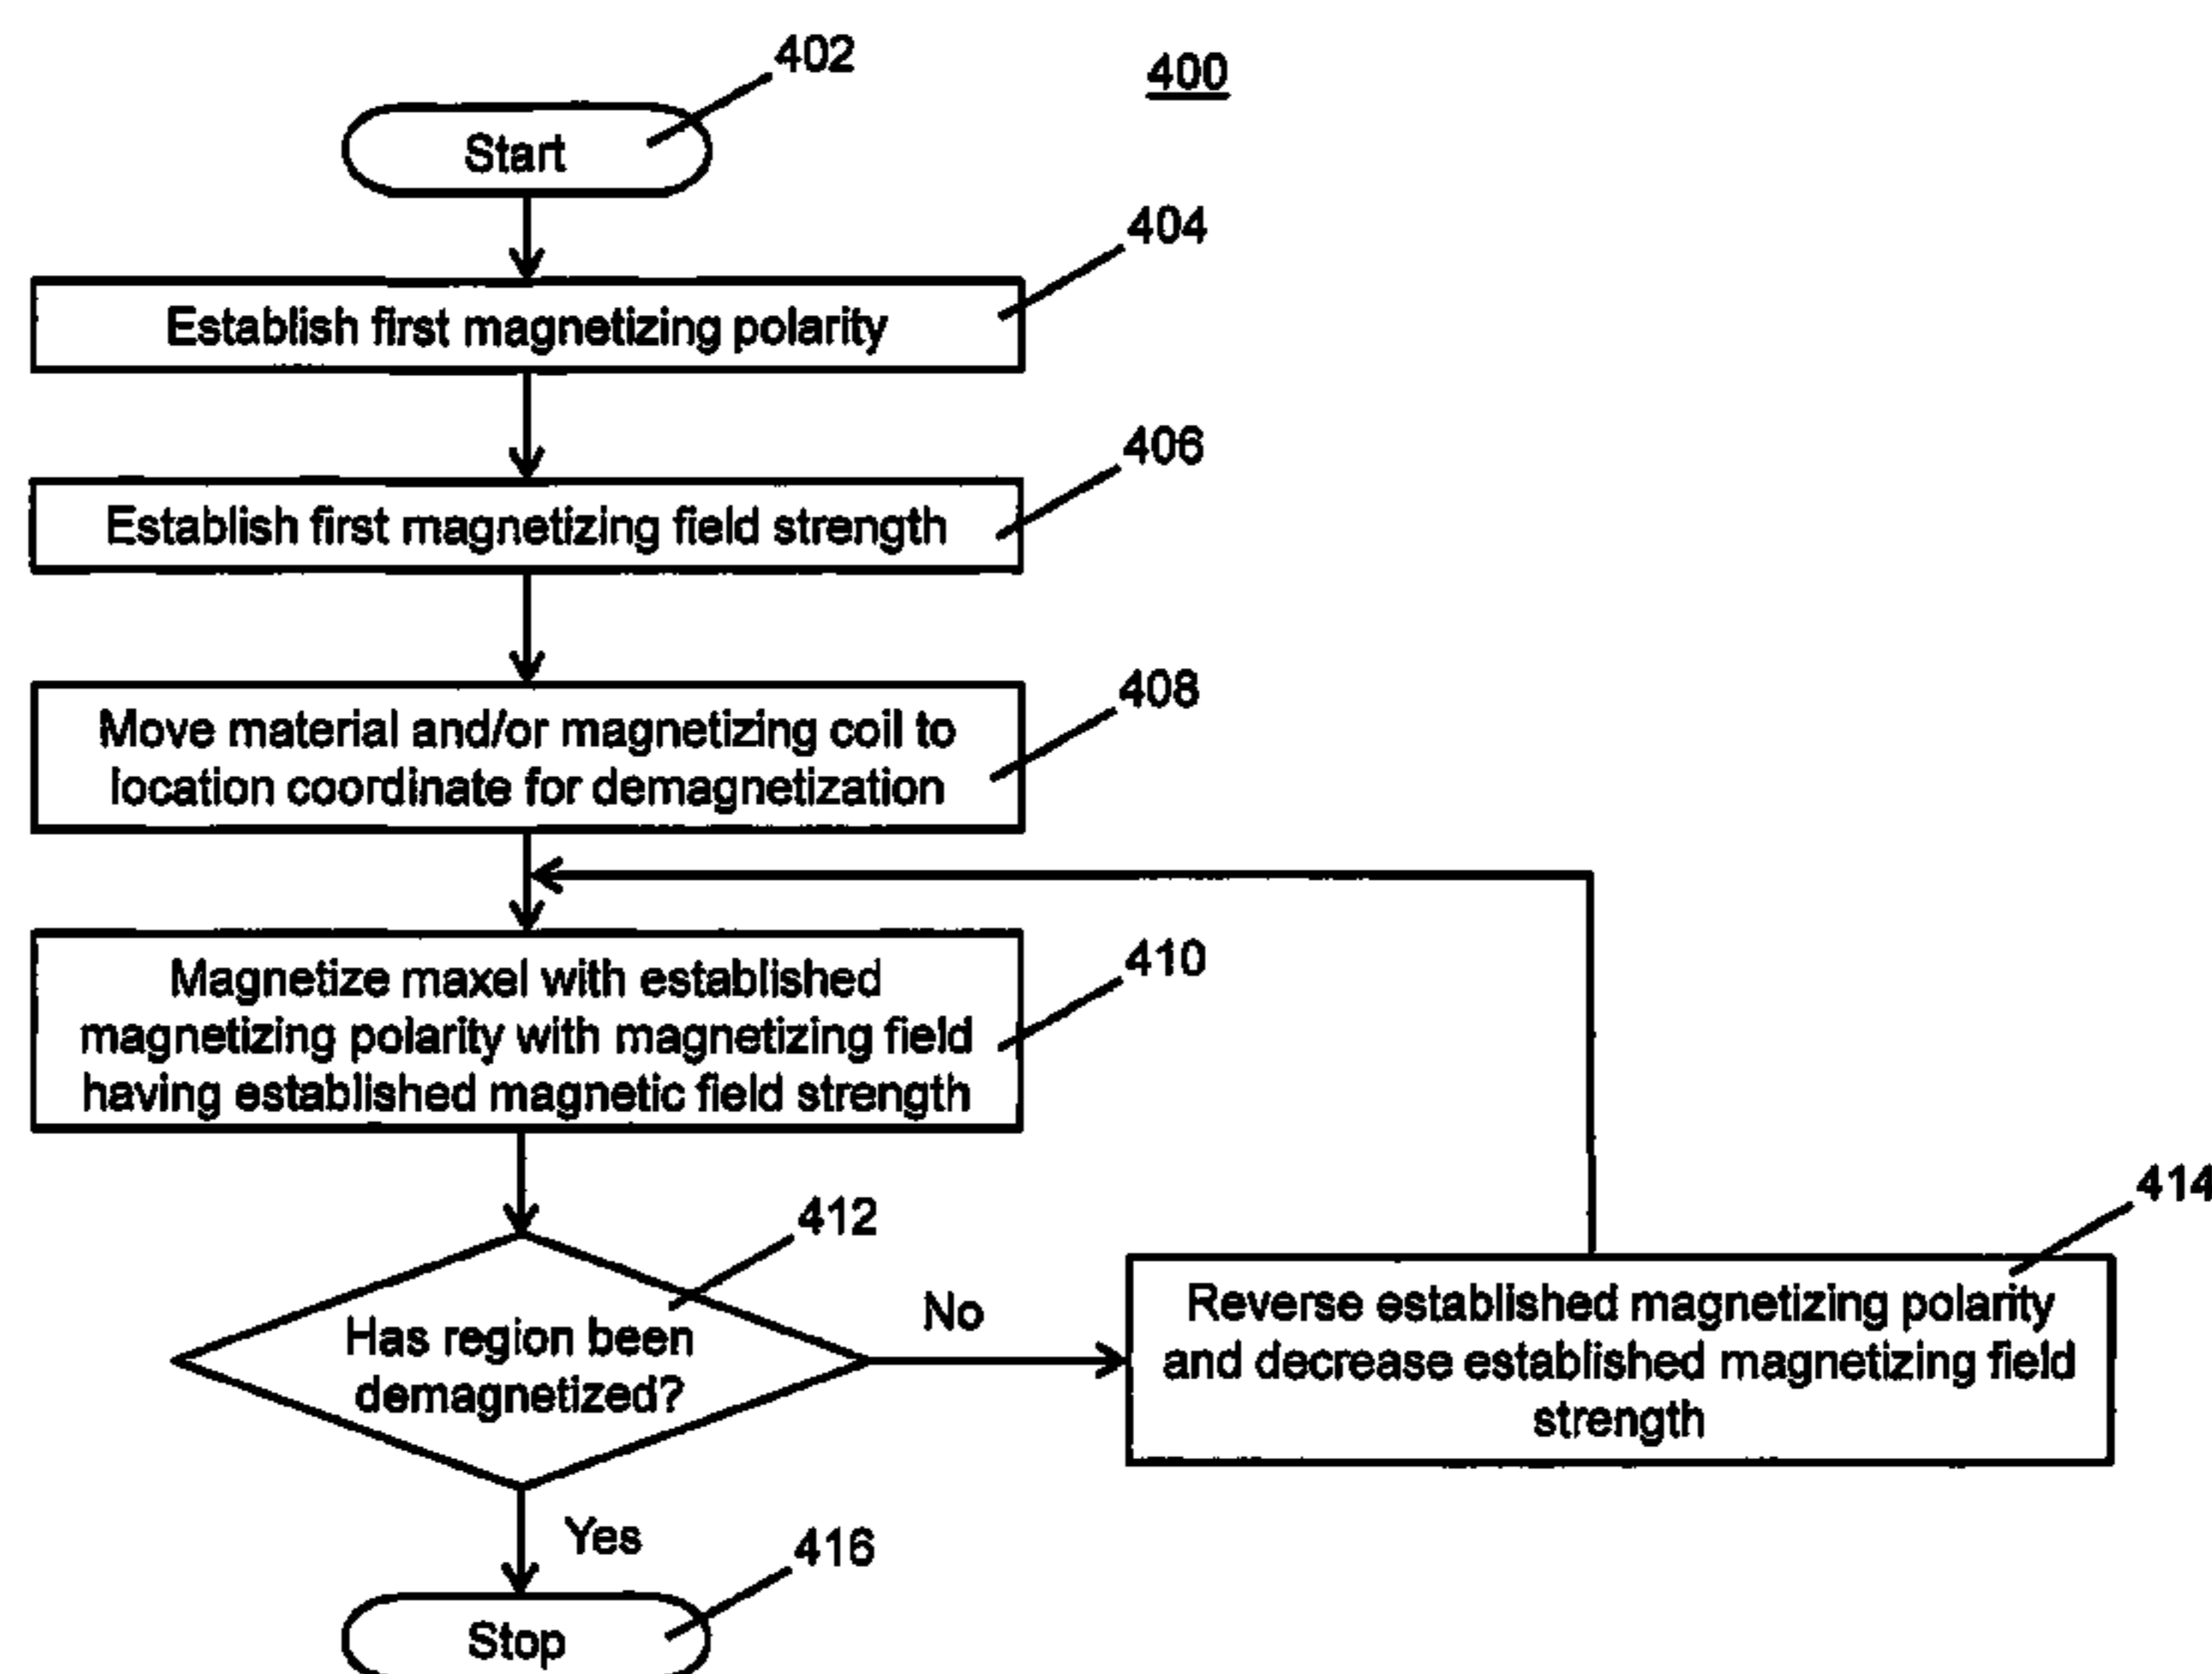 402
400
Start
404
Establish first magnetizing polarity
406
Establish first magnetizing field strength
408
Move material and/or magnetizing coil to
location coordinate for demagnetization
410
Magnetize maxel with established
magnetizing polarity with magnetizing field
having established magnetic field strength
412
414
Has region been
demagnetized?
No
Reverse established magnetizing polarity
and decrease established magnetizing field
strength
Yes
416
Stop